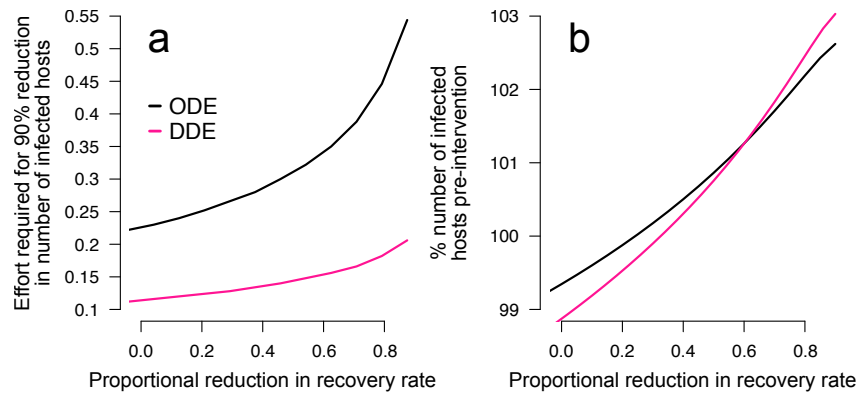 a
Effort required for 90% reduction
in number of infected hosts
0.55
0.5
0.45
0.4
0.35
0.3
0.25
0.2
0.15
0.1
ODE
DDE
0.0 0.2 0.4 0.6 0.8
Proportional reduction in recovery rate
b
% number of infected
hosts pre-intervention
103
102
101
100
99
0.0 0.2 0.4 0.6 0.8
Proportional reduction in recovery rate